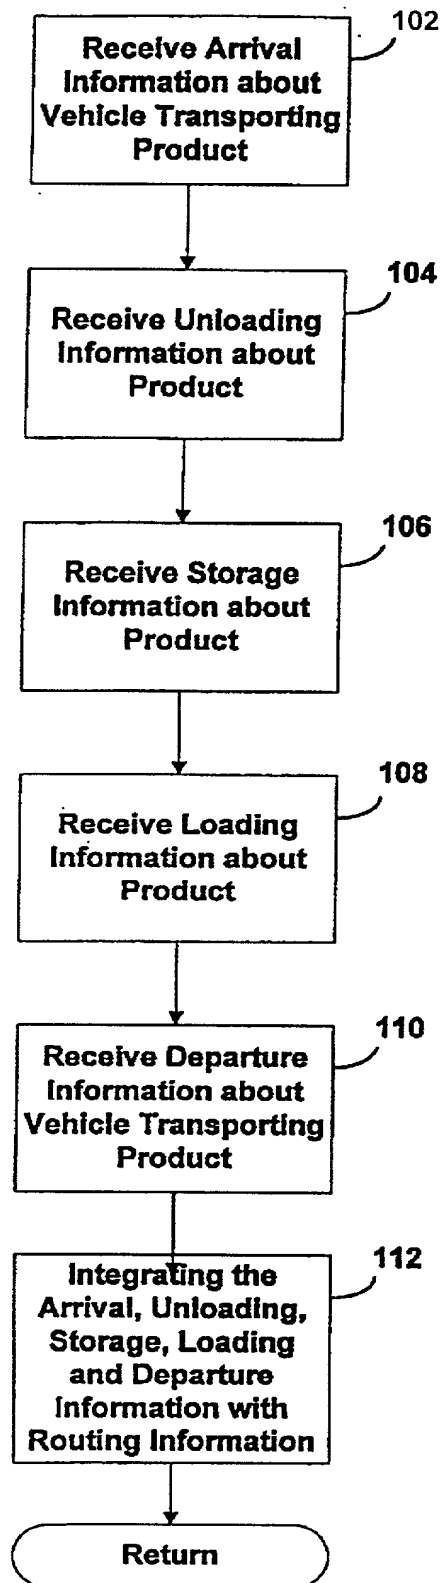 102
Receive Arrival
Information about
Vehicle Transporting
Product
104
Receive Unloading
Information about
Product
106
Receive Storage
Information about
Product
108
Receive Loading
Information about
Product
110
Receive Departure
Information about
Vehicle Transporting
Product
112
Integrating the
Arrival, Unloading,
Storage, Loading
and Departure
Information with
Routing Information
Return